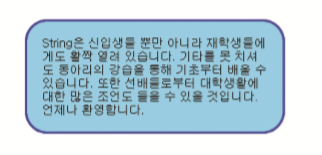 String은 신입생들 뿐만 아니라 재학생들에
게도 활짝 열려 있습니다. 기타를 못 치셔
도 동아리의 강습을 통해 기초부터 배울 수
있습니다. 또한 선배들로부터 대학생활에
대한 많은 조언도 들을 수 있을 것입니다.
언제나 환영합니다.